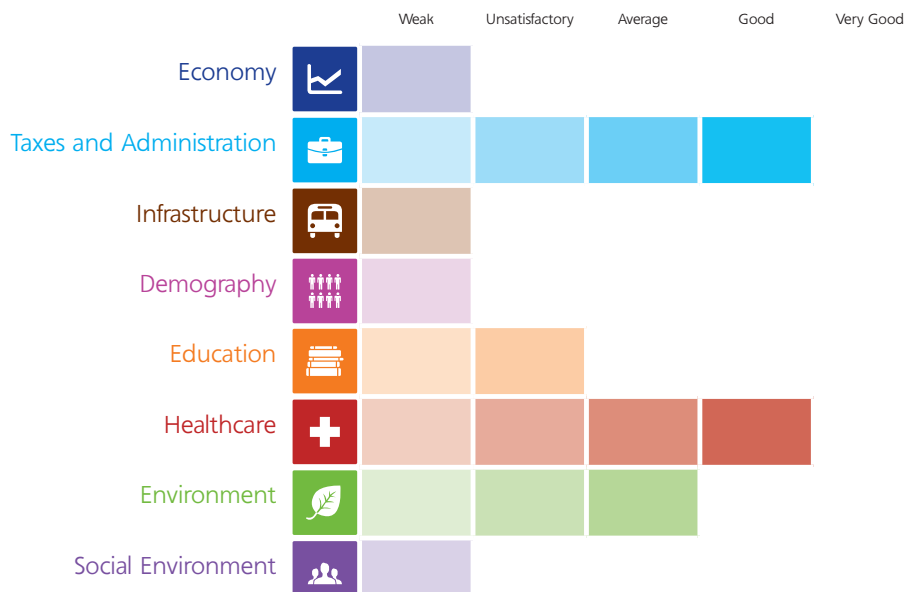 Weak Unsatisfactory Average Good Very Good
Economy
Taxes and Administration
Infrastructure
Demography
Education
Healthcare
Environment
Social Environment